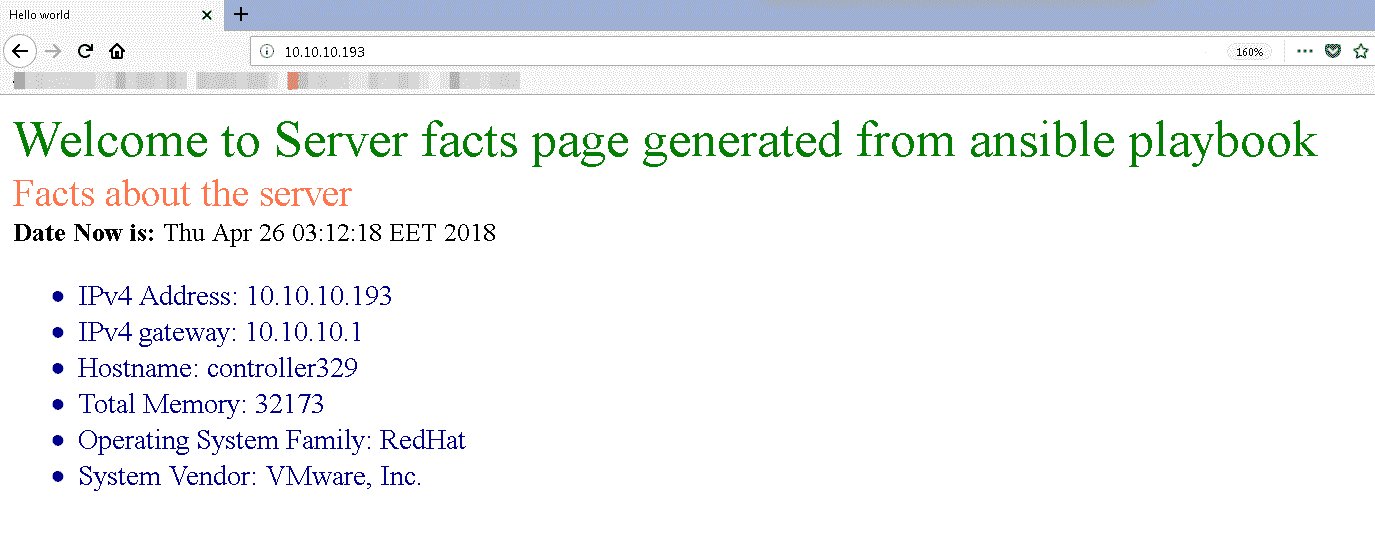 Hello world
10.10.10.193
160%
Welcome to Server facts page generated from ansible playbook
Facts about the server
Date Now is: Thu Apr 26 03:12:18 EET 2018
IPv4 Address: 10.10.10.193
IPv4 gateway: 10.10.10.1
Hostname: controller329
Total Memory: 32173
Operating System Family: RedHat
System Vendor: VMware, Inc.